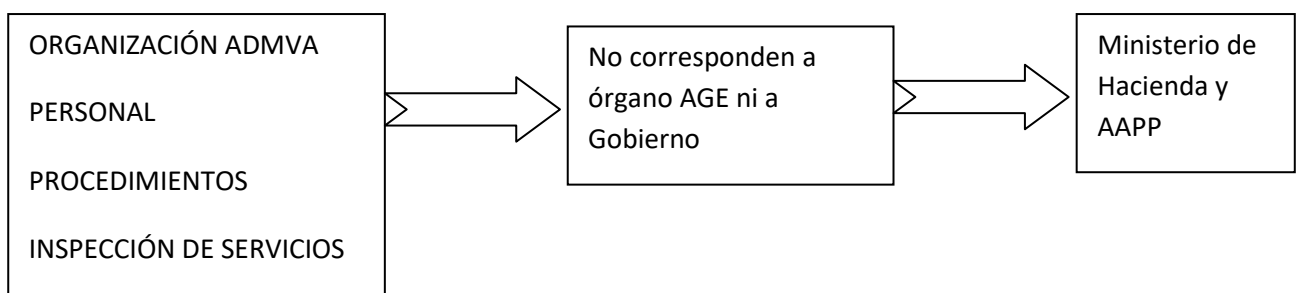 ORGANIZACIÓN ADMVA
PERSONAL
PROCEDIMIENTOS
INSPECCIÓN DE SERVICIOS
No corresponden a
órgano AGE ni a
Gobierno
Ministerio de
Hacienda y
AAPP